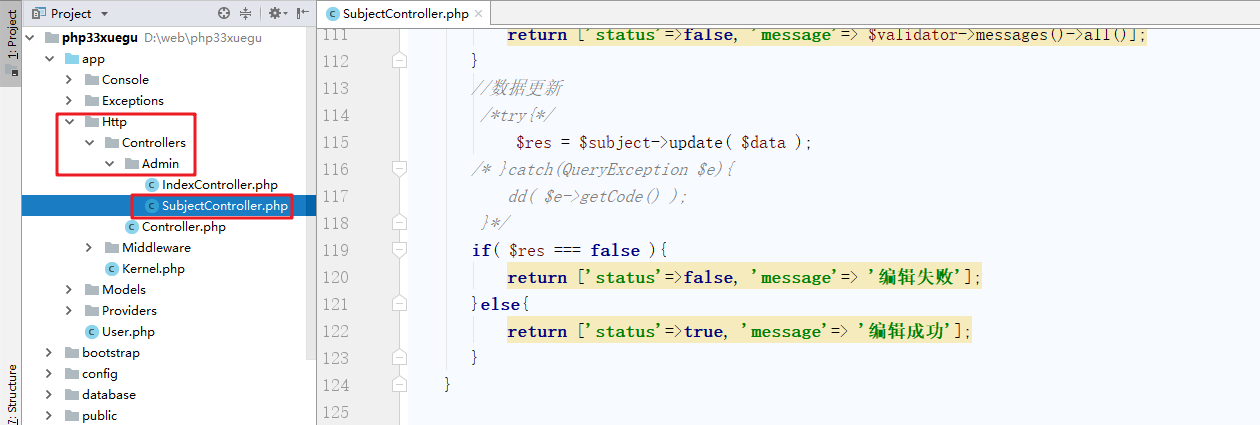 1: Project
7: Structure
Project
php33xuegu D:\web\php33xuegu
app
Console
Exceptions
Http
Controllers
Admin
IndexController.php
SubjectController.php
Controller.php
Middleware
Kernel.php
Models
Providers
User.php
bootstrap
config
database
public
SubjectController.php
111 return ['status'=>false, 'message'=> $validator->messages()->all()];
112 }
113 //数据更新
114 /*try{*/
115 $res = $subject->update( $data );
116 /* }catch(QueryException $e){
117 dd( $e->getCode() );
118 }*/
119 if( $res === false ){
120 return ['status'=>false, 'message'=> '编辑失败'];
121 }else{
122 return ['status'=>true, 'message'=> '编辑成功'];
123 }
124 }
125